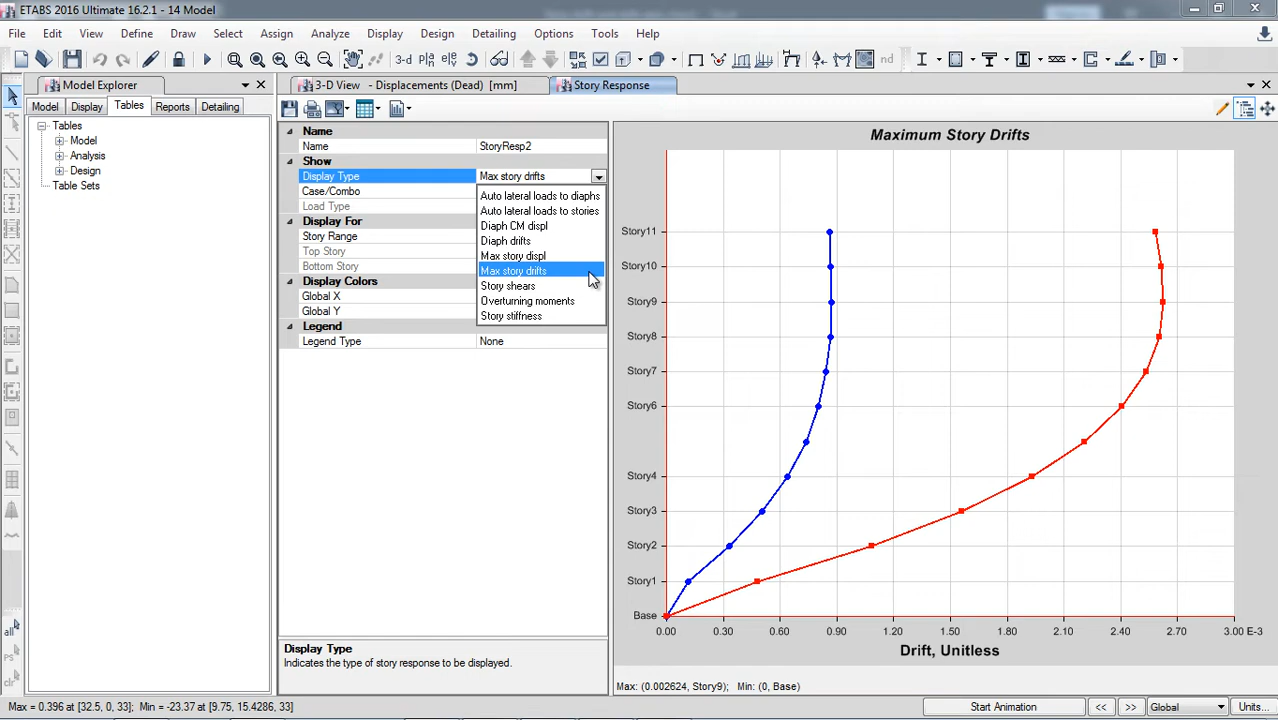 ETABS 2016 Ultimate 16.2.1 - 14 Model
File Edit View Define Draw Select Assign Analyze Display Design Detailing Options Tools Help
3-d plа elе nd
Model Explorer
3-D View - Displacements (Dead) [mm]
Story Response
Model Display Tables Reports Detailing
Tables
Model
Analysis
Design
Table Sets
Name
Name StoryResp2
Show
Display Type Max story drifts
Case/Combo
Load Type
Display For
Story Range
Top Story
Bottom Story
Display Colors
Global X
Global Y
Legend
Legend Type None
Auto lateral loads to diaphs
Auto lateral loads to stories
Diaph CM displ
Diaph drifts
Max story displ
Max story drifts
Story shears
Overturning moments
Story stiffness
Display Type
Indicates the type of story response to be displayed.
Maximum Story Drifts
Story11
Story10
Story9
Story8
Story7
Story6
Story4
Story3
Story2
Story1
Base
0.00 0.30 0.60 0.90 1.20 1.50 1.80 2.10 2.40 2.70 3.00 E-3
Drift, Unitless
Max: (0.002624, Story9); Min: (0, Base)
all
ps
clr
Max = 0.396 at [32.5, 0, 33]; Min = -23.37 at [9.75, 15.4286, 33]
Start Animation << >> Global Units...